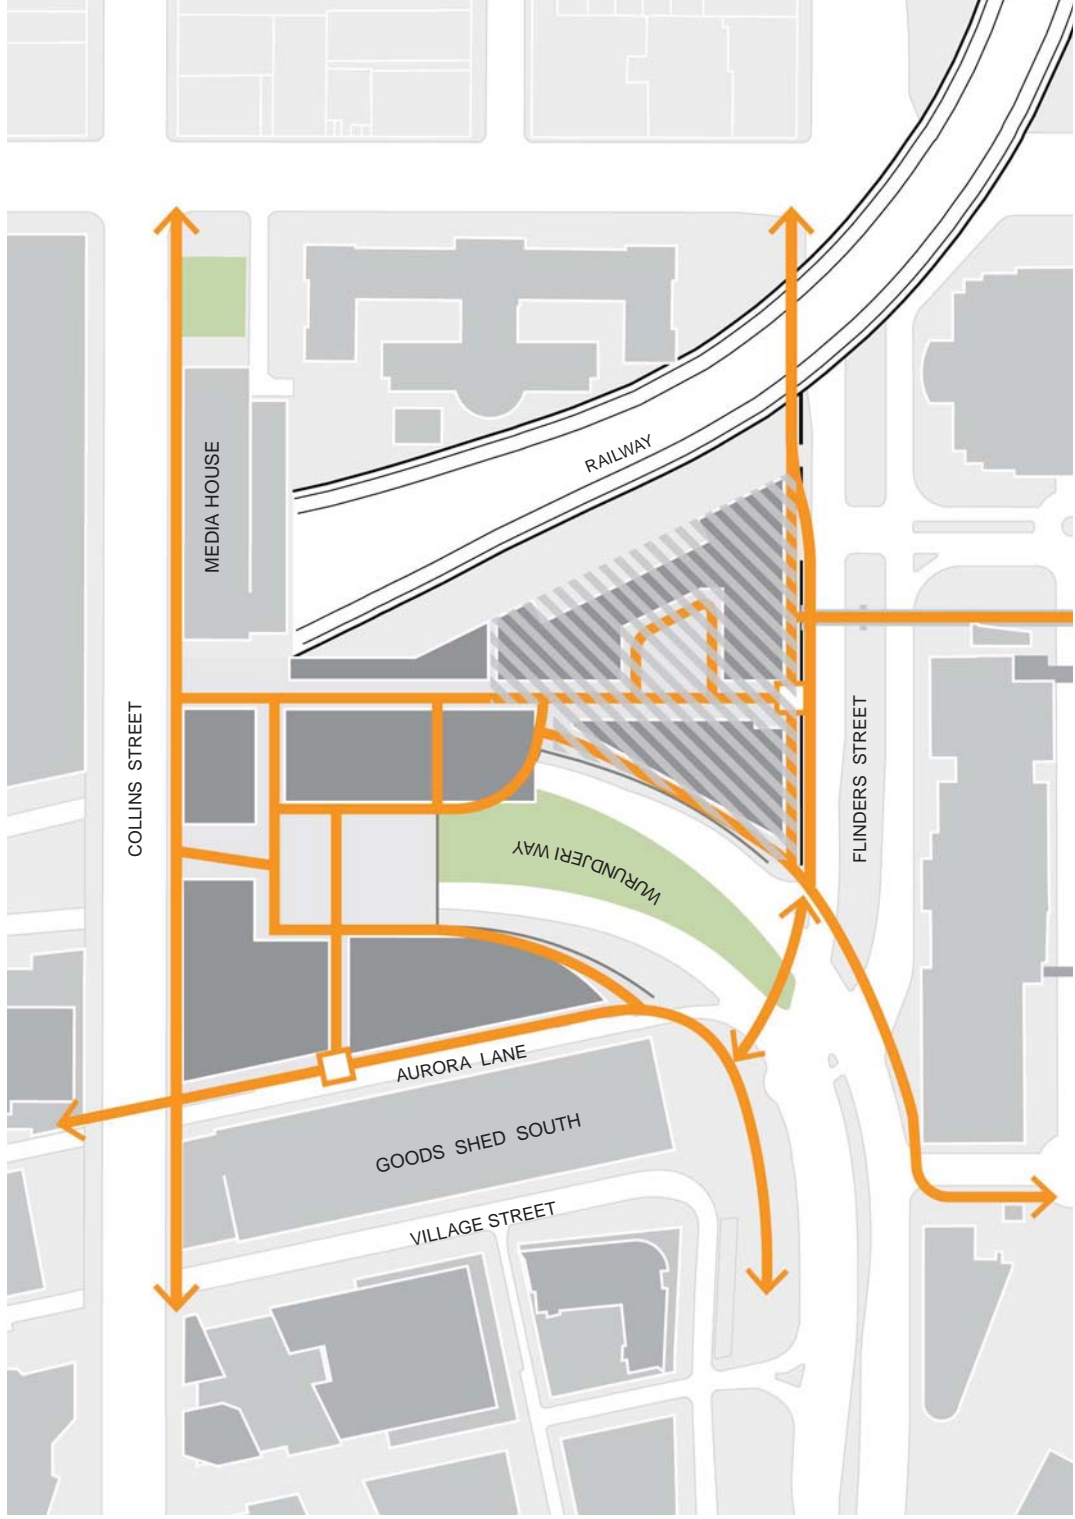 RAILWAY
MEDIA HOUSE
COLLINS STREET
FLINDERS STREET
WURUNDJERI WAY
AURORA LANE
GOODS SHED SOUTH
VILLAGE STREET